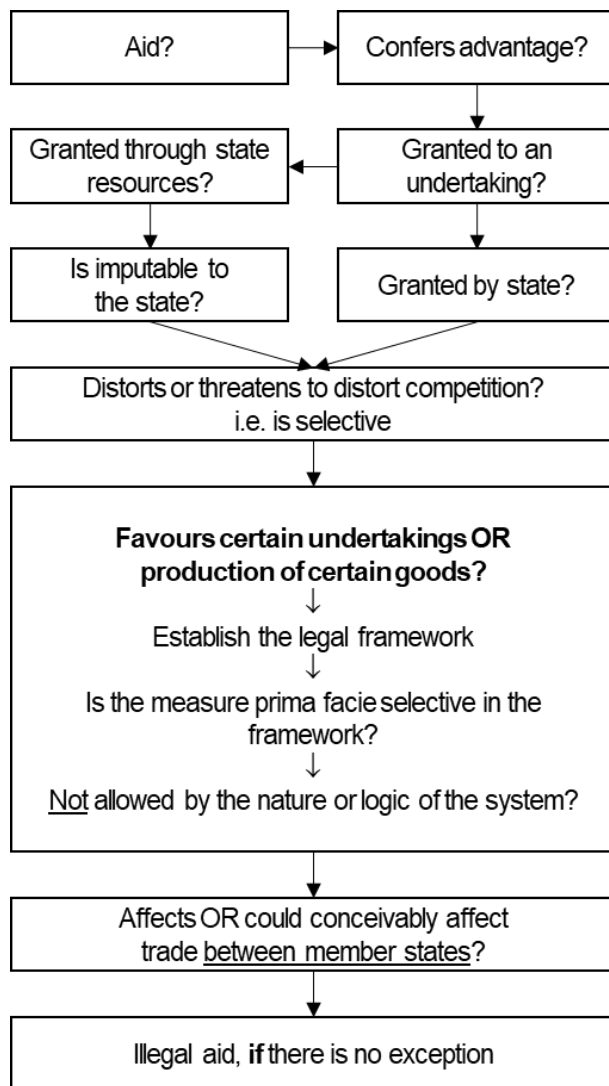 Aid?
Confers advantage?
Granted through state
resources?
Granted to an
undertaking?
Is imputable to
the state?
Granted by state?
Distorts or threatens to distort competition?
i.e. is selective
Favours certain undertakings OR
production of certain goods?
↓
Establish the legal framework
↓
Is the measure prima facie selective in the
framework?
↓
Not allowed by the nature or logic of the system?
Affects OR could conceivably affect
trade between member states?
Illegal aid, if there is no exception